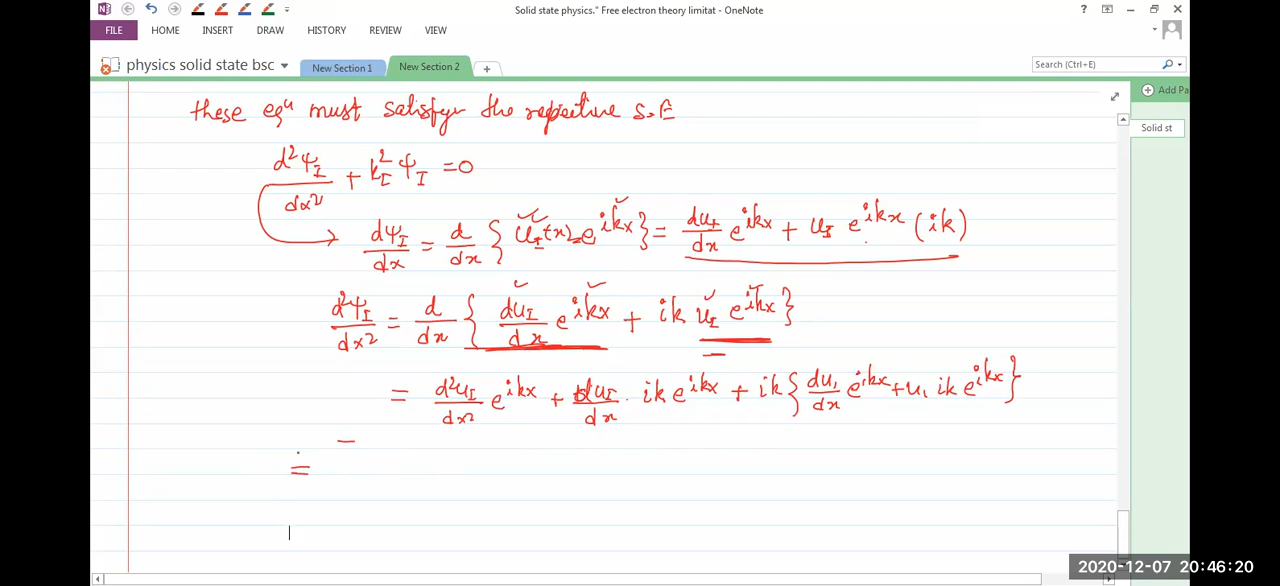 Solid state physics." Free electron theory limitat - OneNote
FILE HOME INSERT DRAW HISTORY REVIEW VIEW
physics solid state bsc New Section 1 New Section 2 + Search (Ctrl+E)
Add Pa
Solid st
these eqⁿ must satisfy the respective S.E
d²ψ_I/dx² + k_I² ψ_I = 0
dψ_I/dx = d/dx { u_I(x) e^{ikx} } = du_I/dx e^{ikx} + u_I e^{ikx} (ik)
d²ψ_I/dx² = d/dx { du_I/dx e^{ikx} + ik u_I e^{ikx} }
= d²u_I/dx² e^{ikx} + du_I/dx · ik e^{ikx} + ik { du_1/dx e^{ikx} + u_1 ik e^{ikx} }
=
2020-12-07 20:46:20